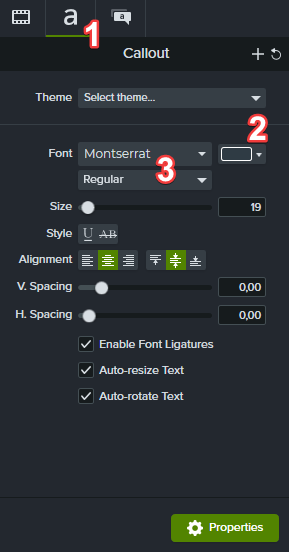 a a
1
Callout
2
Theme Select theme...
Font Montserrat
3
Regular
Size 19
Style U AB
Alignment
V. Spacing 0,00
H. Spacing 0,00
Enable Font Ligatures
Auto-resize Text
Auto-rotate Text
Properties